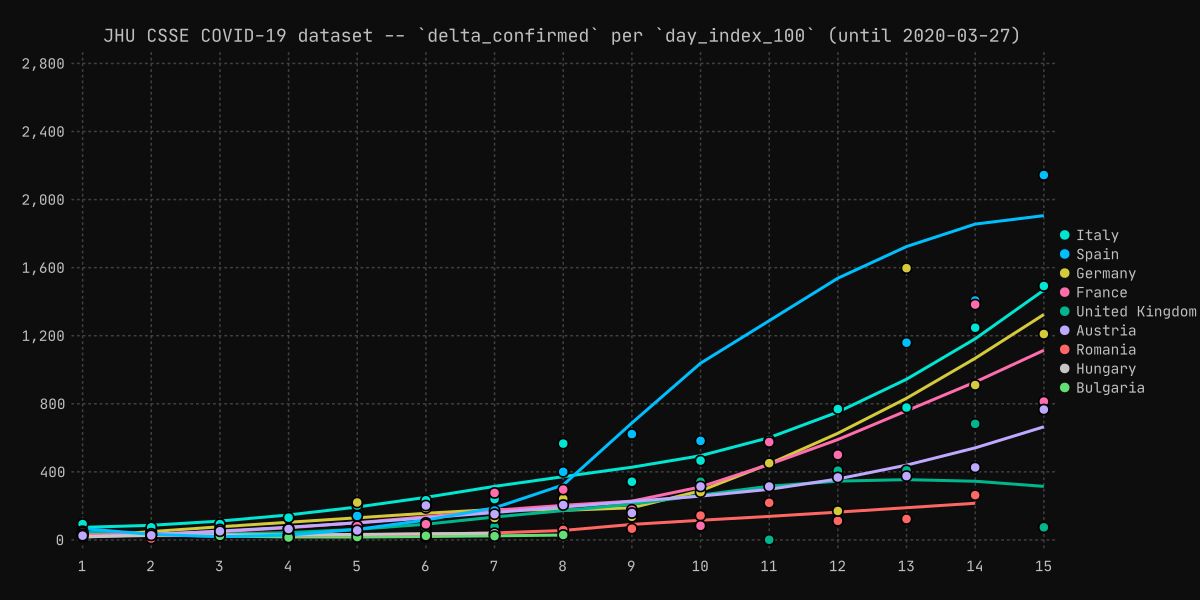 JHU CSSE COVID-19 dataset -- `delta_confirmed` per `day_index_100` (until 2020-03-27)
2,800
2,400
2,000
1,600
1,200
800
400
0
1 2 3 4 5 6 7 8 9 10 11 12 13 14 15
Italy
Spain
Germany
France
United Kingdom
Austria
Romania
Hungary
Bulgaria